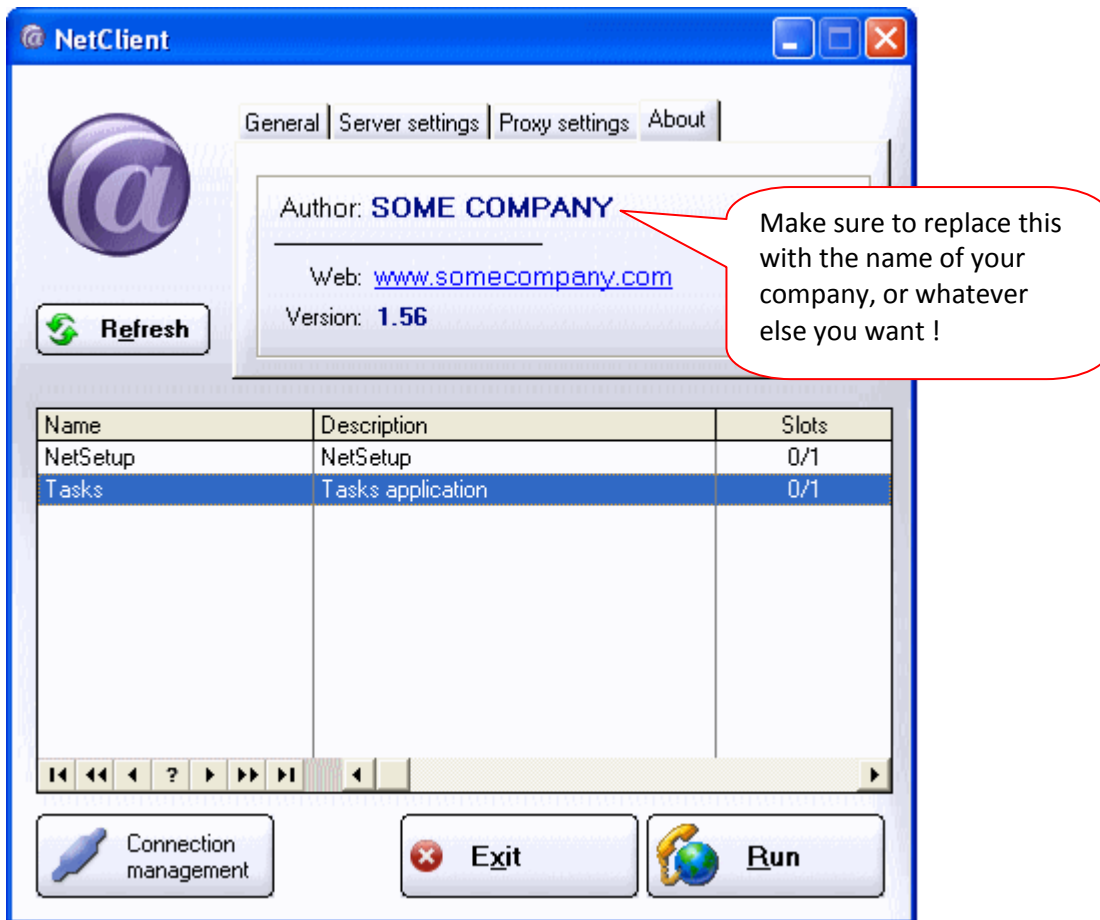 NetClient
General Server settings Proxy settings About
Author: SOME COMPANY
Web: www.somecompany.com
Version: 1.56
Make sure to replace this
with the name of your
company, or whatever
else you want !
Refresh
Name Description Slots
NetSetup NetSetup 0/1
Tasks Tasks application 0/1
?
Connection
management
Exit
Run